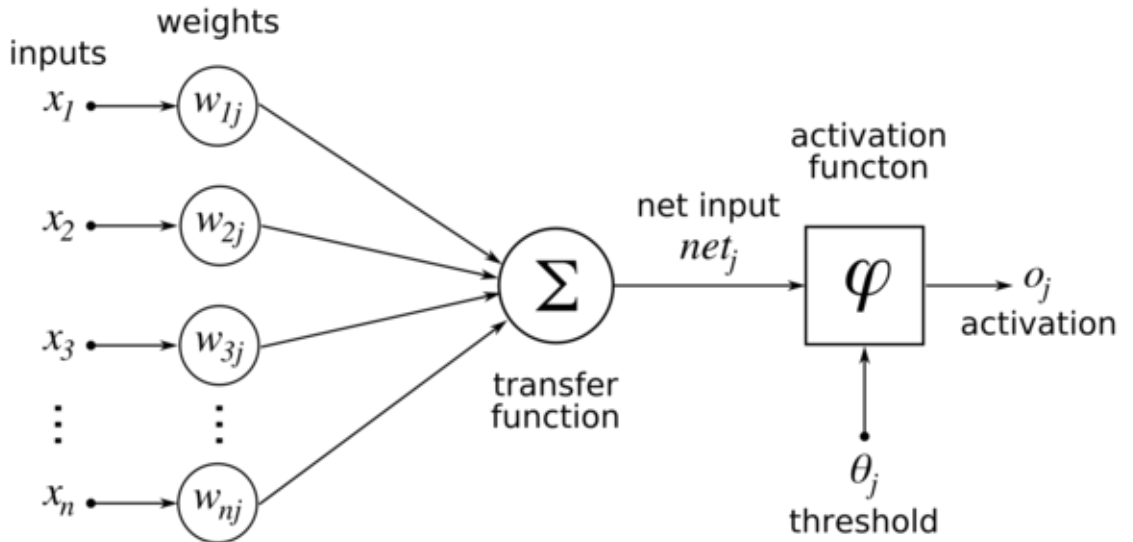 weights
inputs
x1
w1j
activation
functon
x2
w2j
net input
netj
Σ
φ
oj
activation
x3
w3j
transfer
function
⋮
⋮
θj
threshold
xn
wnj